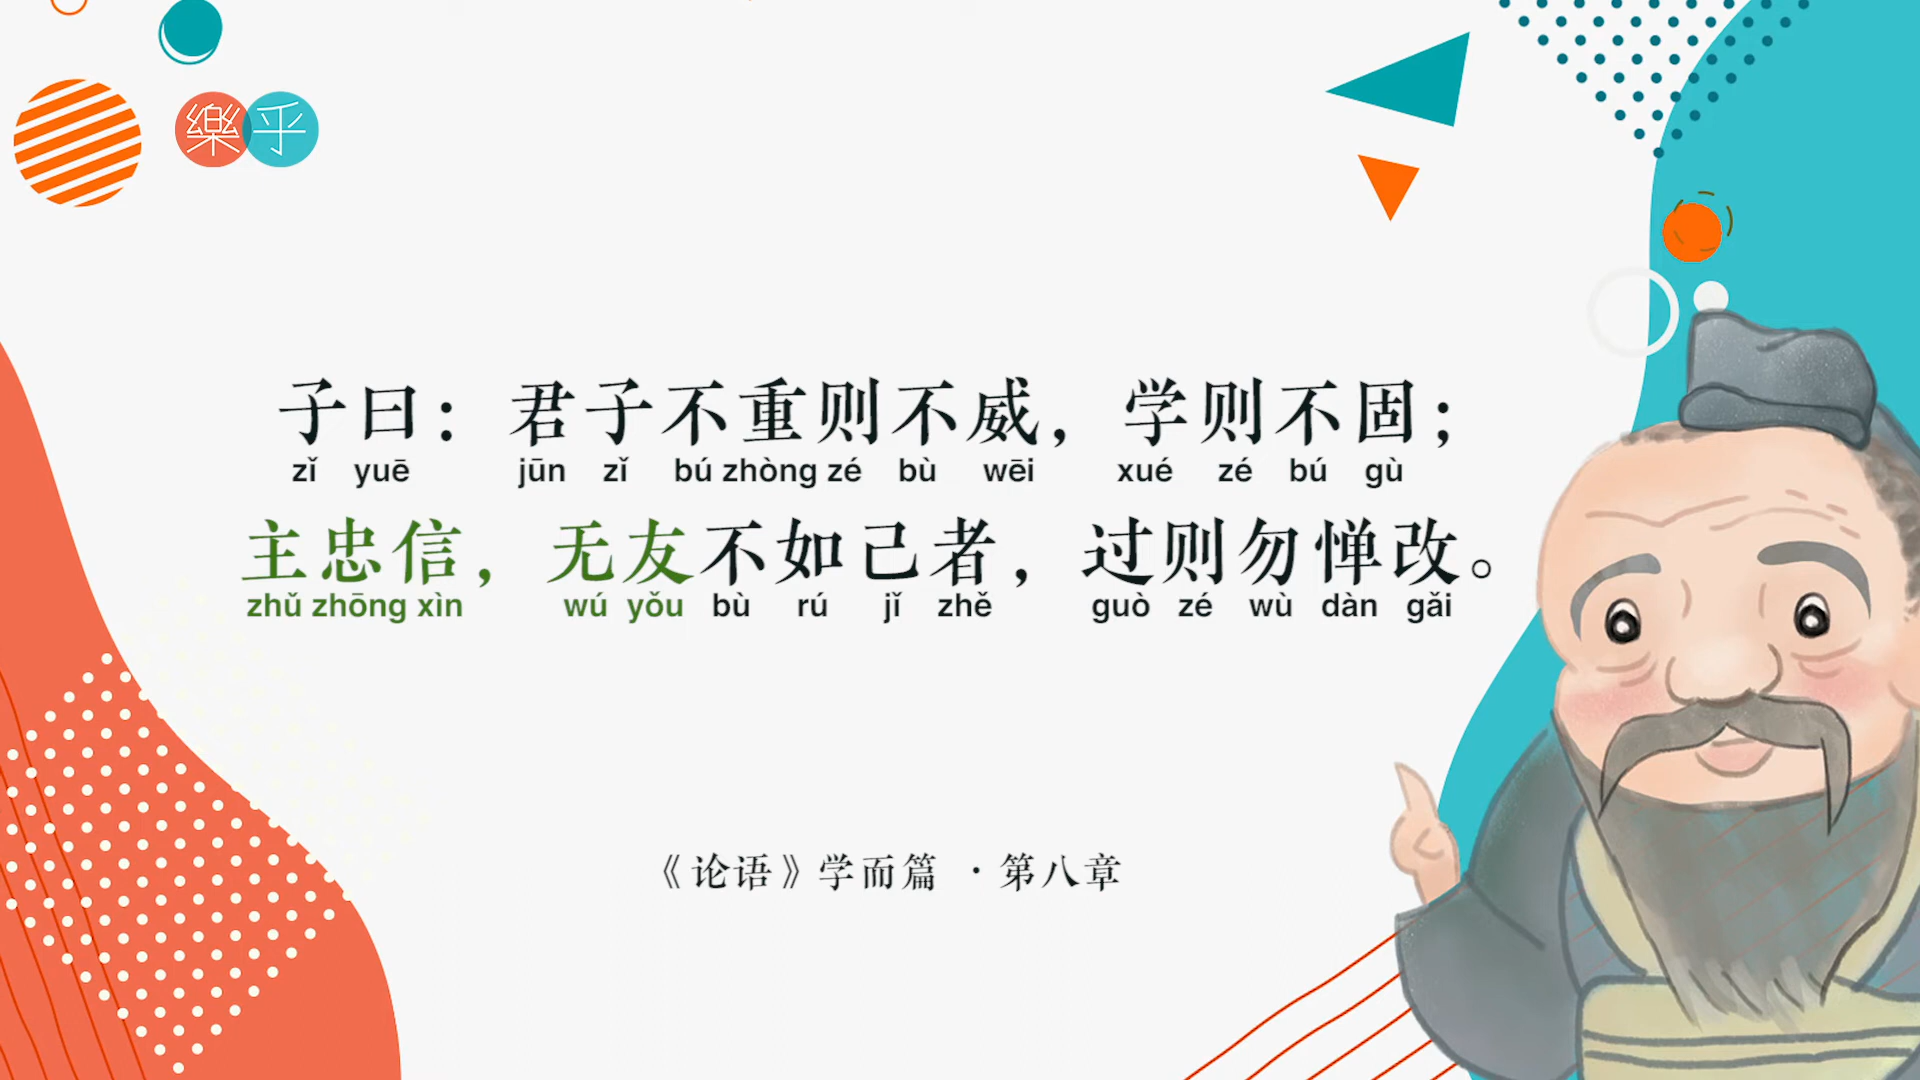 樂乎
子曰：君子不重则不威，学则不固；
zǐ yuē jūn zǐ bú zhòng zé bù wēi xué zé bú gù
主忠信，无友不如己者，过则勿惮改。
zhǔ zhōng xìn wú yǒu bù rú jǐ zhě guò zé wù dàn gǎi
《论语》学而篇 · 第八章